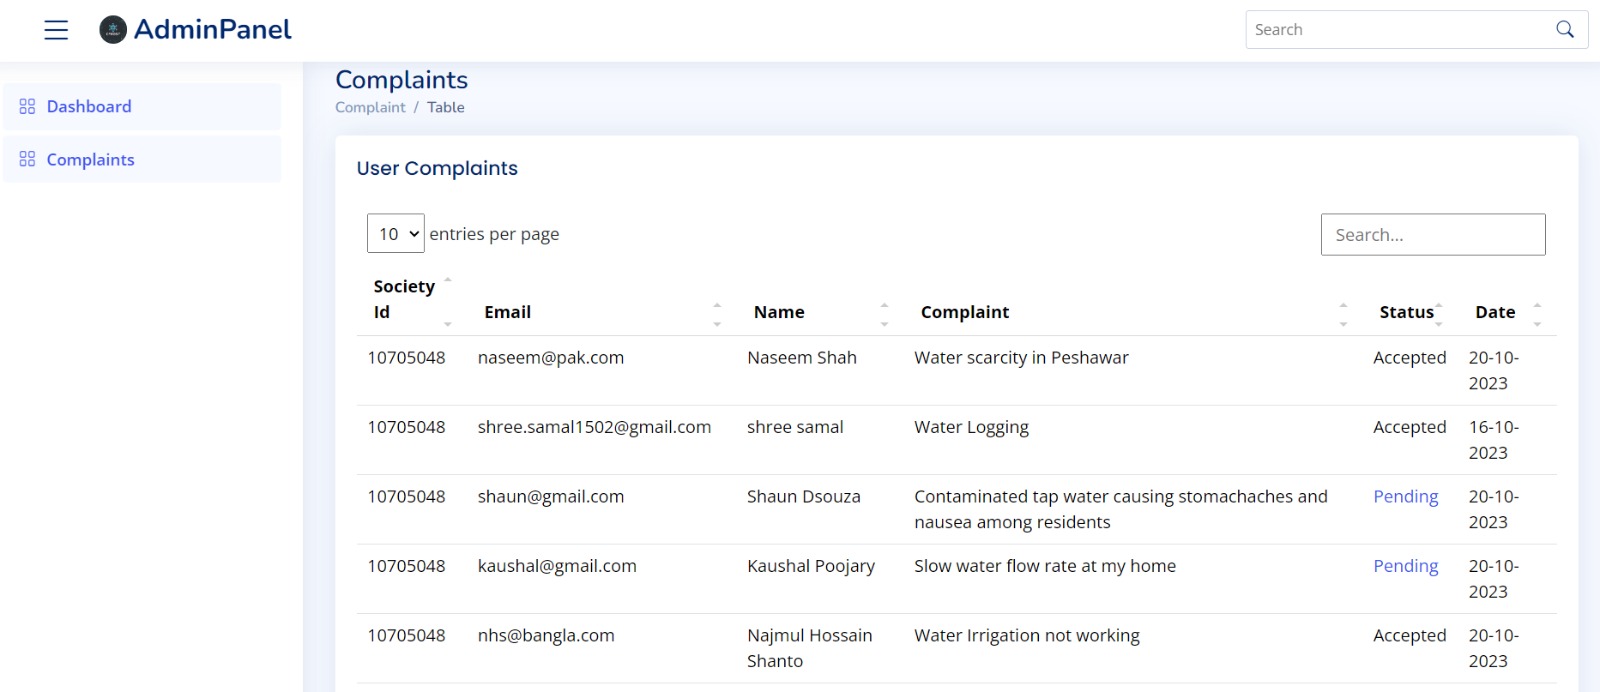 AdminPanel
Search
Dashboard
Complaints
Complaints
Complaint / Table
User Complaints
10 entries per page
Search...
Society Id Email Name Complaint Status Date
10705048 naseem@pak.com Naseem Shah Water scarcity in Peshawar Accepted 20-10-
2023
10705048 shree.samal1502@gmail.com shree samal Water Logging Accepted 16-10-
2023
10705048 shaun@gmail.com Shaun Dsouza Contaminated tap water causing stomachaches and Pending 20-10-
nausea among residents 2023
10705048 kaushal@gmail.com Kaushal Poojary Slow water flow rate at my home Pending 20-10-
2023
10705048 nhs@bangla.com Najmul Hossain Water Irrigation not working Accepted 20-10-
Shanto 2023